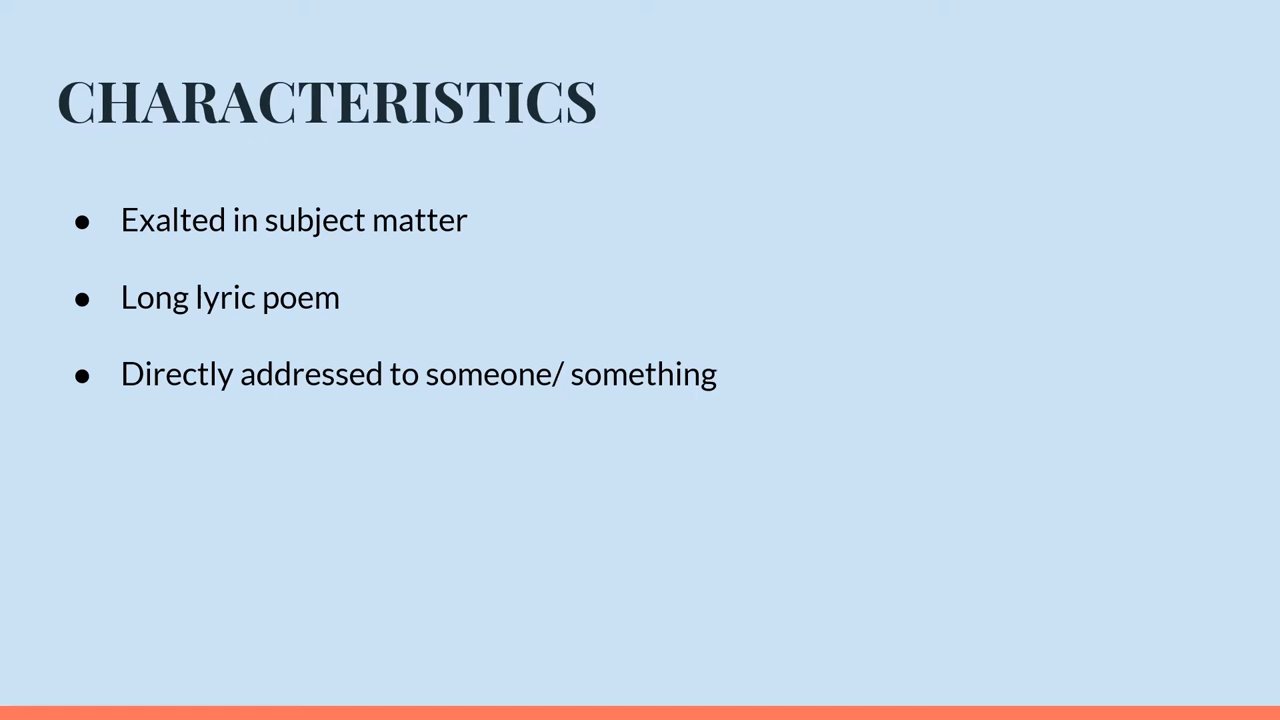 CHARACTERISTICS
● Exalted in subject matter
● Long lyric poem
● Directly addressed to someone/ something